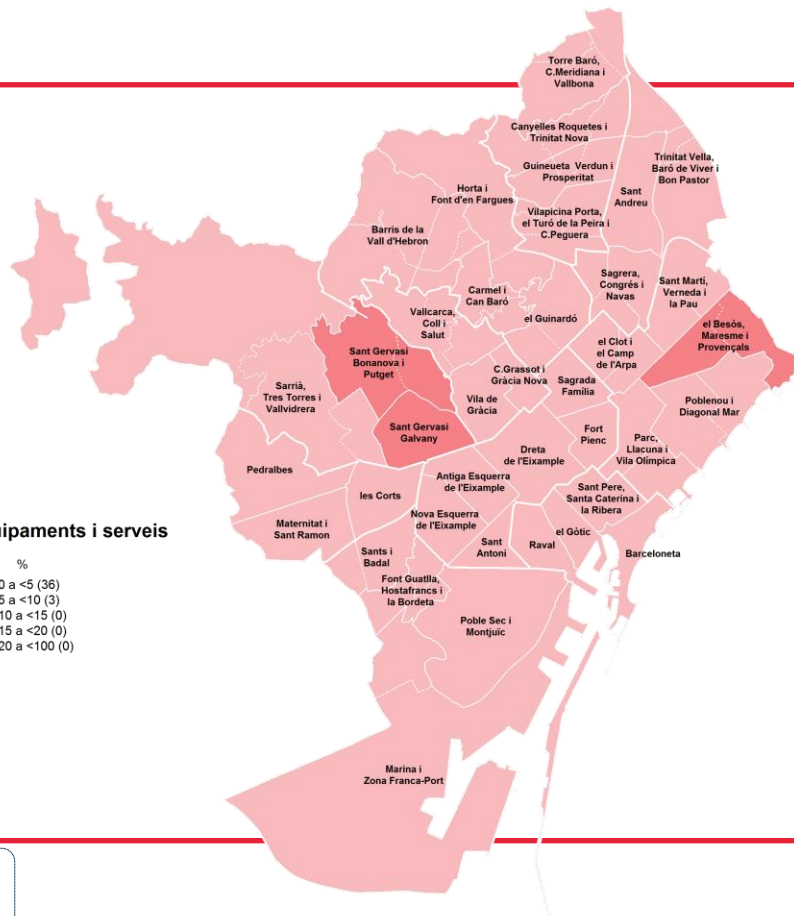 Torre Baró,
C.Meridiana i
Vallbona
Canyelles Roquetes i
Trinitat Nova
Guineueta Verdun i
Prosperitat
Trinitat Vella,
Baró de Viver i
Bon Pastor
Sant
Andreu
Horta i
Font d'en Fargues
Vilapicina Porta,
el Turó de la Peira i
C.Peguera
Barris de la
Vall d'Hebron
Sagrera,
Congrés i
Navas
Sant Martí,
Verneda i
la Pau
Carmel i
Can Baró
Vallcarca,
Coll i
Salut
el Guinardó
el Besòs,
Maresme i
Provençals
el Clot i
el Camp
de l'Arpa
Sant Gervasi
Bonanova i
Putget
C.Grassot i
Gràcia Nova
Sagrada
Família
Sarrià,
Tres Torres i
Vallvidrera
Vila de
Gràcia
Poblenou i
Diagonal Mar
Sant Gervasi
Galvany
Fort
Pienc
Parc,
Llacuna i
Vila Olímpica
Dreta
de l'Eixample
Pedralbes
Antiga Esquerra
de l'Eixample
les Corts
Sant Pere,
Santa Caterina i
la Ribera
Nova Esquerra
de l'Eixample
Maternitat i
Sant Ramon
Sant
Antoni
Raval
el Gòtic
Barceloneta
Sants i
Badal
Font Guatlla,
Hostafrancs i
la Bordeta
Poble Sec i
Montjuïc
Marina i
Zona Franca-Port
uipaments i serveis
%
0 a <5 (36)
5 a <10 (3)
10 a <15 (0)
15 a <20 (0)
20 a <100 (0)